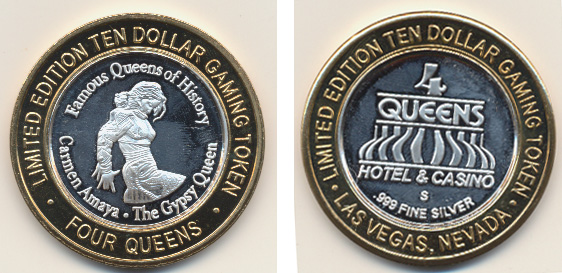 LIMITED EDITION TEN DOLLAR GAMING TOKEN
• FOUR QUEENS •
Famous Queens of History
Carmen Amaya • The Gypsy Queen
LIMITED EDITION TEN DOLLAR GAMING TOKEN
• LAS VEGAS, NEVADA •
4
QUEENS
HOTEL & CASINO
S
.999 FINE SILVER